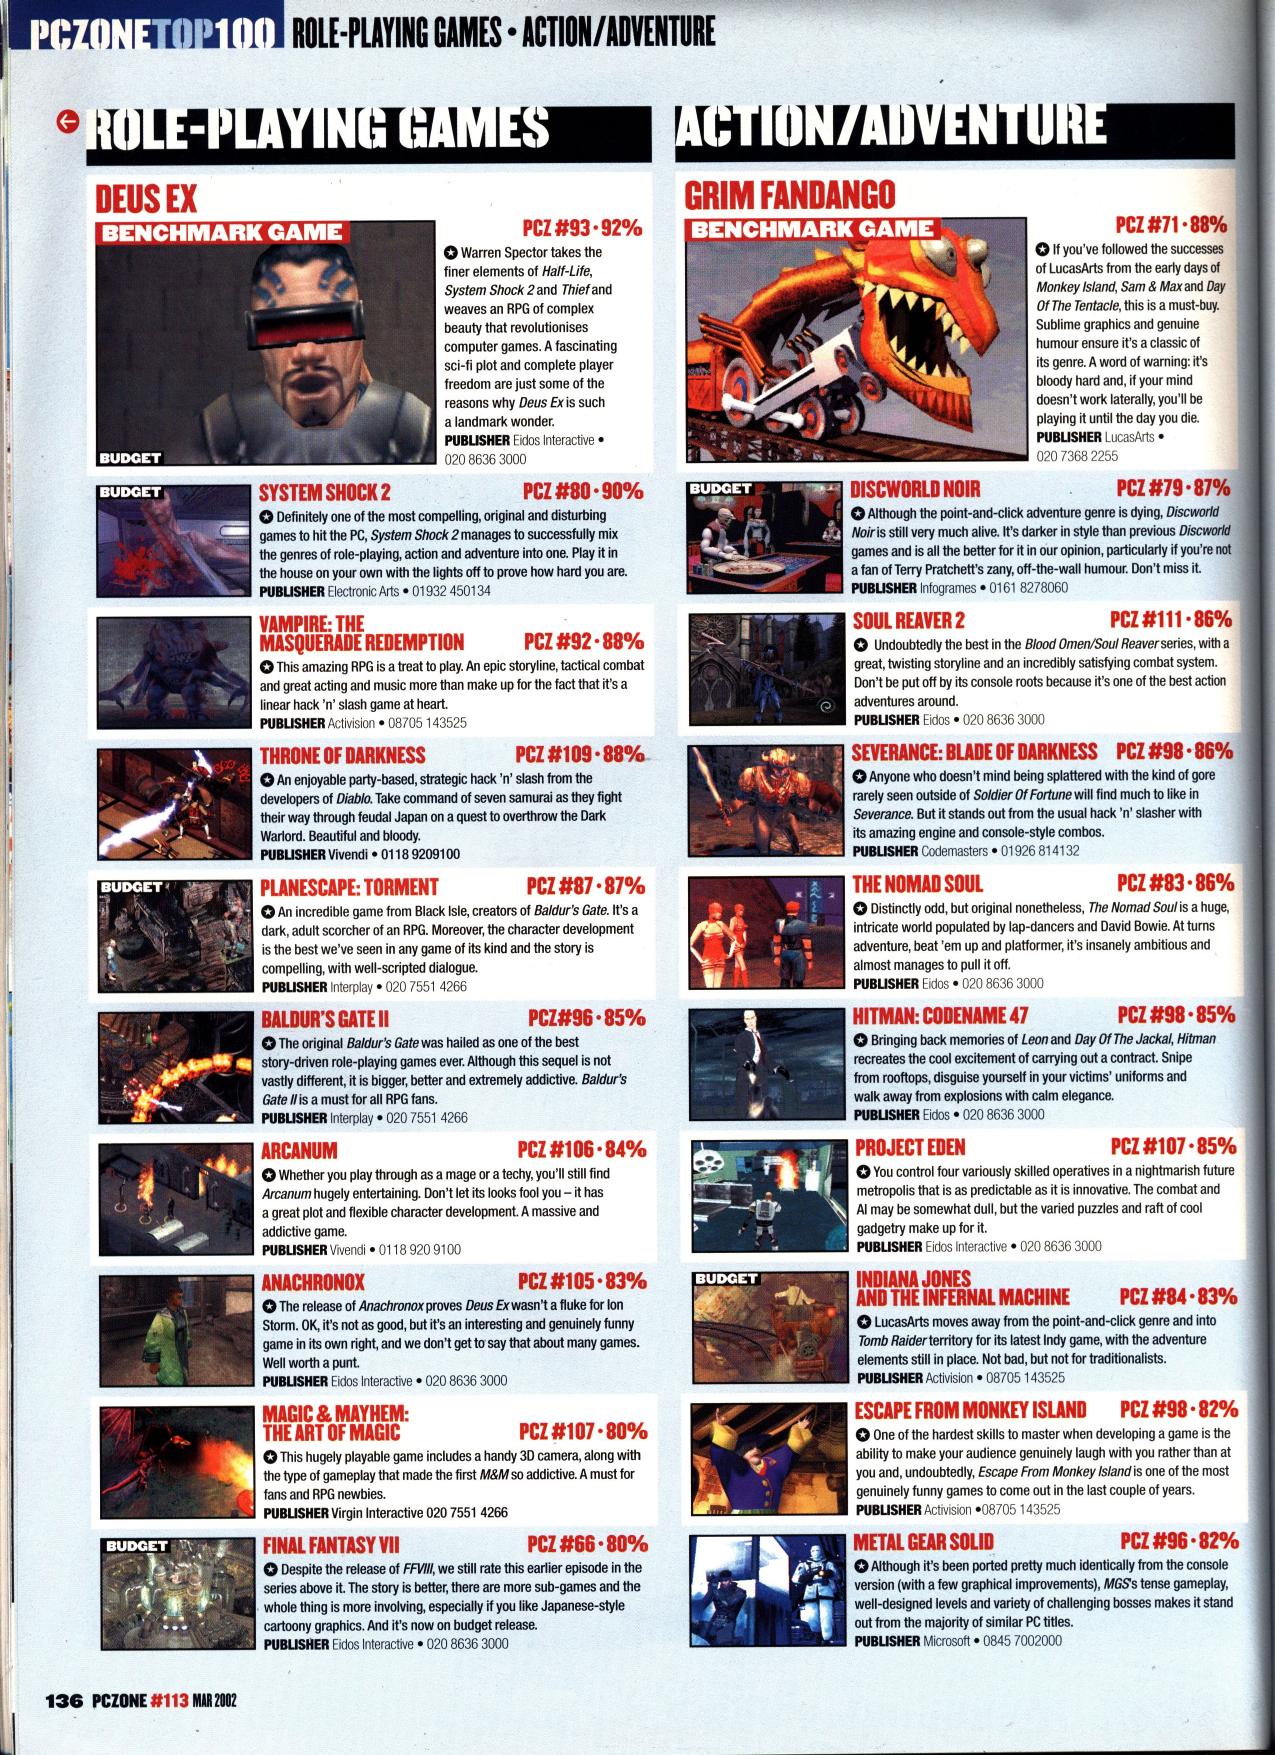 PCZONETOP100 ROLE-PLAYING GAMES • ACTION/ADVENTURE
ROLE-PLAYING GAMES
DEUS EX
BENCHMARK GAME
PCZ #93 • 92%
Warren Spector takes the
finer elements of Half-Life,
System Shock 2 and Thief and
weaves an RPG of complex
beauty that revolutionises
computer games. A fascinating
sci-fi plot and complete player
freedom are just some of the
reasons why Deus Ex is such
a landmark wonder.
PUBLISHER Eidos Interactive •
020 8636 3000
BUDGET
BUDGET
SYSTEM SHOCK 2 PCZ #80 • 90%
Definitely one of the most compelling, original and disturbing
games to hit the PC, System Shock 2 manages to successfully mix
the genres of role-playing, action and adventure into one. Play it in
the house on your own with the lights off to prove how hard you are.
PUBLISHER Electronic Arts • 01932 450134
VAMPIRE: THE
MASQUERADE REDEMPTION PCZ #92 • 88%
This amazing RPG is a treat to play. An epic storyline, tactical combat
and great acting and music more than make up for the fact that it's a
linear hack 'n' slash game at heart.
PUBLISHER Activision • 08705 143525
THRONE OF DARKNESS PCZ #109 • 88%
An enjoyable party-based, strategic hack 'n' slash from the
developers of Diablo. Take command of seven samurai as they fight
their way through feudal Japan on a quest to overthrow the Dark
Warlord. Beautiful and bloody.
PUBLISHER Vivendi • 0118 9209100
BUDGET
PLANESCAPE: TORMENT PCZ #87 • 87%
An incredible game from Black Isle, creators of Baldur's Gate. It's a
dark, adult scorcher of an RPG. Moreover, the character development
is the best we've seen in any game of its kind and the story is
compelling, with well-scripted dialogue.
PUBLISHER Interplay • 020 7551 4266
BALDUR'S GATE II PCZ#96 • 85%
The original Baldur's Gate was hailed as one of the best
story-driven role-playing games ever. Although this sequel is not
vastly different, it is bigger, better and extremely addictive. Baldur's
Gate II is a must for all RPG fans.
PUBLISHER Interplay • 020 7551 4266
ARCANUM PCZ #106 • 84%
Whether you play through as a mage or a techy, you'll still find
Arcanum hugely entertaining. Don't let its looks fool you – it has
a great plot and flexible character development. A massive and
addictive game.
PUBLISHER Vivendi • 0118 920 9100
ANACHRONOX PCZ #105 • 83%
The release of Anachronox proves Deus Ex wasn't a fluke for Ion
Storm. OK, it's not as good, but it's an interesting and genuinely funny
game in its own right, and we don't get to say that about many games.
Well worth a punt.
PUBLISHER Eidos Interactive • 020 8636 3000
MAGIC & MAYHEM:
THE ART OF MAGIC PCZ #107 • 80%
This hugely playable game includes a handy 3D camera, along with
the type of gameplay that made the first M&M so addictive. A must for
fans and RPG newbies.
PUBLISHER Virgin Interactive 020 7551 4266
BUDGET
FINAL FANTASY VII PCZ #66 • 80%
Despite the release of FFVIII, we still rate this earlier episode in the
series above it. The story is better, there are more sub-games and the
whole thing is more involving, especially if you like Japanese-style
cartoony graphics. And it's now on budget release.
PUBLISHER Eidos Interactive • 020 8636 3000
ACTION/ADVENTURE
GRIM FANDANGO
BENCHMARK GAME
PCZ #71 • 88%
If you've followed the successes
of LucasArts from the early days of
Monkey Island, Sam & Max and Day
Of The Tentacle, this is a must-buy.
Sublime graphics and genuine
humour ensure it's a classic of
its genre. A word of warning: it's
bloody hard and, if your mind
doesn't work laterally, you'll be
playing it until the day you die.
PUBLISHER LucasArts •
020 7368 2255
BUDGET
DISCWORLD NOIR PCZ #79 • 87%
Although the point-and-click adventure genre is dying, Discworld
Noir is still very much alive. It's darker in style than previous Discworld
games and is all the better for it in our opinion, particularly if you're not
a fan of Terry Pratchett's zany, off-the-wall humour. Don't miss it.
PUBLISHER Infogrames • 0161 8278060
SOUL REAVER 2 PCZ #111 • 86%
Undoubtedly the best in the Blood Omen/Soul Reaver series, with a
great, twisting storyline and an incredibly satisfying combat system.
Don't be put off by its console roots because it's one of the best action
adventures around.
PUBLISHER Eidos • 020 8636 3000
SEVERANCE: BLADE OF DARKNESS PCZ #98 • 86%
Anyone who doesn't mind being splattered with the kind of gore
rarely seen outside of Soldier Of Fortune will find much to like in
Severance. But it stands out from the usual hack 'n' slasher with
its amazing engine and console-style combos.
PUBLISHER Codemasters • 01926 814132
THE NOMAD SOUL PCZ #83 • 86%
Distinctly odd, but original nonetheless, The Nomad Soul is a huge,
intricate world populated by lap-dancers and David Bowie. At turns
adventure, beat 'em up and platformer, it's insanely ambitious and
almost manages to pull it off.
PUBLISHER Eidos • 020 8636 3000
HITMAN: CODENAME 47 PCZ #98 • 85%
Bringing back memories of Leon and Day Of The Jackal, Hitman
recreates the cool excitement of carrying out a contract. Snipe
from rooftops, disguise yourself in your victims' uniforms and
walk away from explosions with calm elegance.
PUBLISHER Eidos • 020 8636 3000
PROJECT EDEN PCZ #107 • 85%
You control four variously skilled operatives in a nightmarish future
metropolis that is as predictable as it is innovative. The combat and
AI may be somewhat dull, but the varied puzzles and raft of cool
gadgetry make up for it.
PUBLISHER Eidos Interactive • 020 8636 3000
BUDGET
INDIANA JONES
AND THE INFERNAL MACHINE PCZ #84 • 83%
LucasArts moves away from the point-and-click genre and into
Tomb Raider territory for its latest Indy game, with the adventure
elements still in place. Not bad, but not for traditionalists.
PUBLISHER Activision • 08705 143525
ESCAPE FROM MONKEY ISLAND PCZ #98 • 82%
One of the hardest skills to master when developing a game is the
ability to make your audience genuinely laugh with you rather than at
you and, undoubtedly, Escape From Monkey Island is one of the most
genuinely funny games to come out in the last couple of years.
PUBLISHER Activision •08705 143525
METAL GEAR SOLID PCZ #96 • 82%
Although it's been ported pretty much identically from the console
version (with a few graphical improvements), MGS's tense gameplay,
well-designed levels and variety of challenging bosses makes it stand
out from the majority of similar PC titles.
PUBLISHER Microsoft • 0845 7002000
136 PCZONE #113 MAR 2002